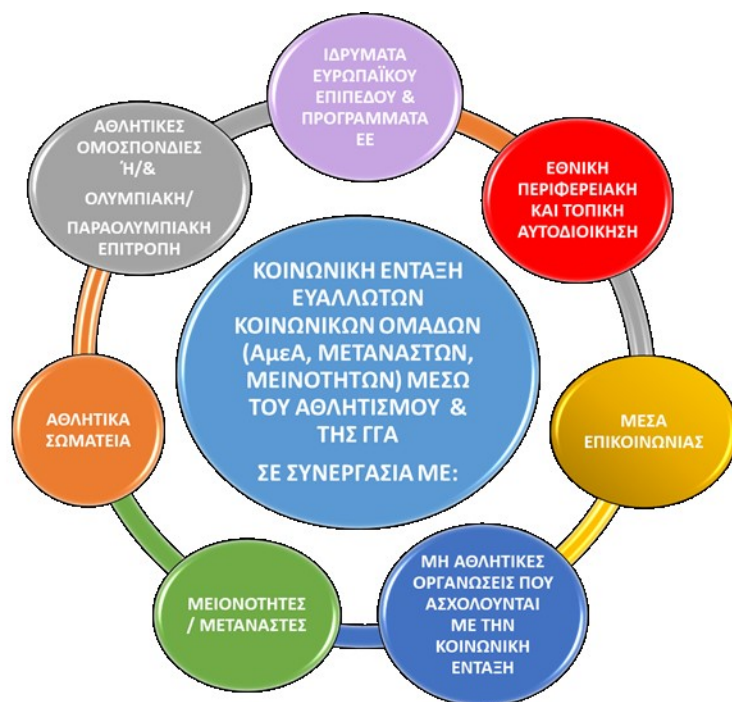 ΙΔΡΥΜΑΤΑ
ΕΥΡΩΠΑΪΚΟΥ
ΕΠΙΠΕΔΟΥ &
ΠΡΟΓΡΑΜΜΑΤΑ
ΕΕ
ΕΘΝΙΚΗ
ΠΕΡΙΦΕΡΕΙΑΚΗ
ΚΑΙ ΤΟΠΙΚΗ
ΑΥΤΟΔΙΟΙΚΗΣΗ
ΜΕΣΑ
ΕΠΙΚΟΙΝΩΝΙΑΣ
ΜΗ ΑΘΛΗΤΙΚΕΣ
ΟΡΓΑΝΩΣΕΙΣ ΠΟΥ
ΑΣΧΟΛΟΥΝΤΑΙ
ΜΕ ΤΗΝ
ΚΟΙΝΩΝΙΚΗ
ΕΝΤΑΞΗ
ΜΕΙΟΝΟΤΗΤΕΣ
/ ΜΕΤΑΝΑΣΤΕΣ
ΑΘΛΗΤΙΚΑ
ΣΩΜΑΤΕΙΑ
ΑΘΛΗΤΙΚΕΣ
ΟΜΟΣΠΟΝΔΙΕΣ
Ή/&
ΟΛΥΜΠΙΑΚΗ/
ΠΑΡΑΟΛΥΜΠΙΑΚΗ
ΕΠΙΤΡΟΠΗ
ΚΟΙΝΩΝΙΚΗ ΕΝΤΑΞΗ
ΕΥΑΛΛΩΤΩΝ
ΚΟΙΝΩΝΙΚΩΝ ΟΜΑΔΩΝ
(ΑμεΑ, ΜΕΤΑΝΑΣΤΩΝ,
ΜΕΙΝΟΤΗΤΩΝ) ΜΕΣΩ
ΤΟΥ ΑΘΛΗΤΙΣΜΟΥ &
ΤΗΣ ΓΓΑ
ΣΕ ΣΥΝΕΡΓΑΣΙΑ ΜΕ: